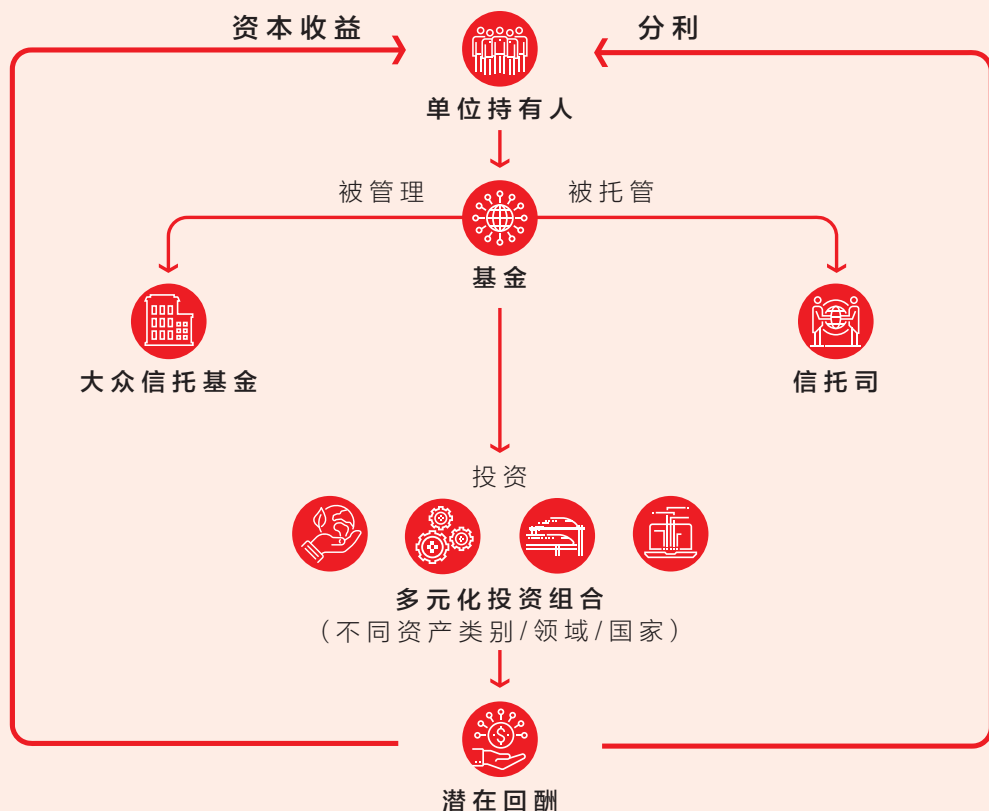 资本收益
分利
单位持有人
被管理
被托管
基金
大众信托基金
信托司
投资
多元化投资组合
（不同资产类别/领域/国家）
潜在回酬